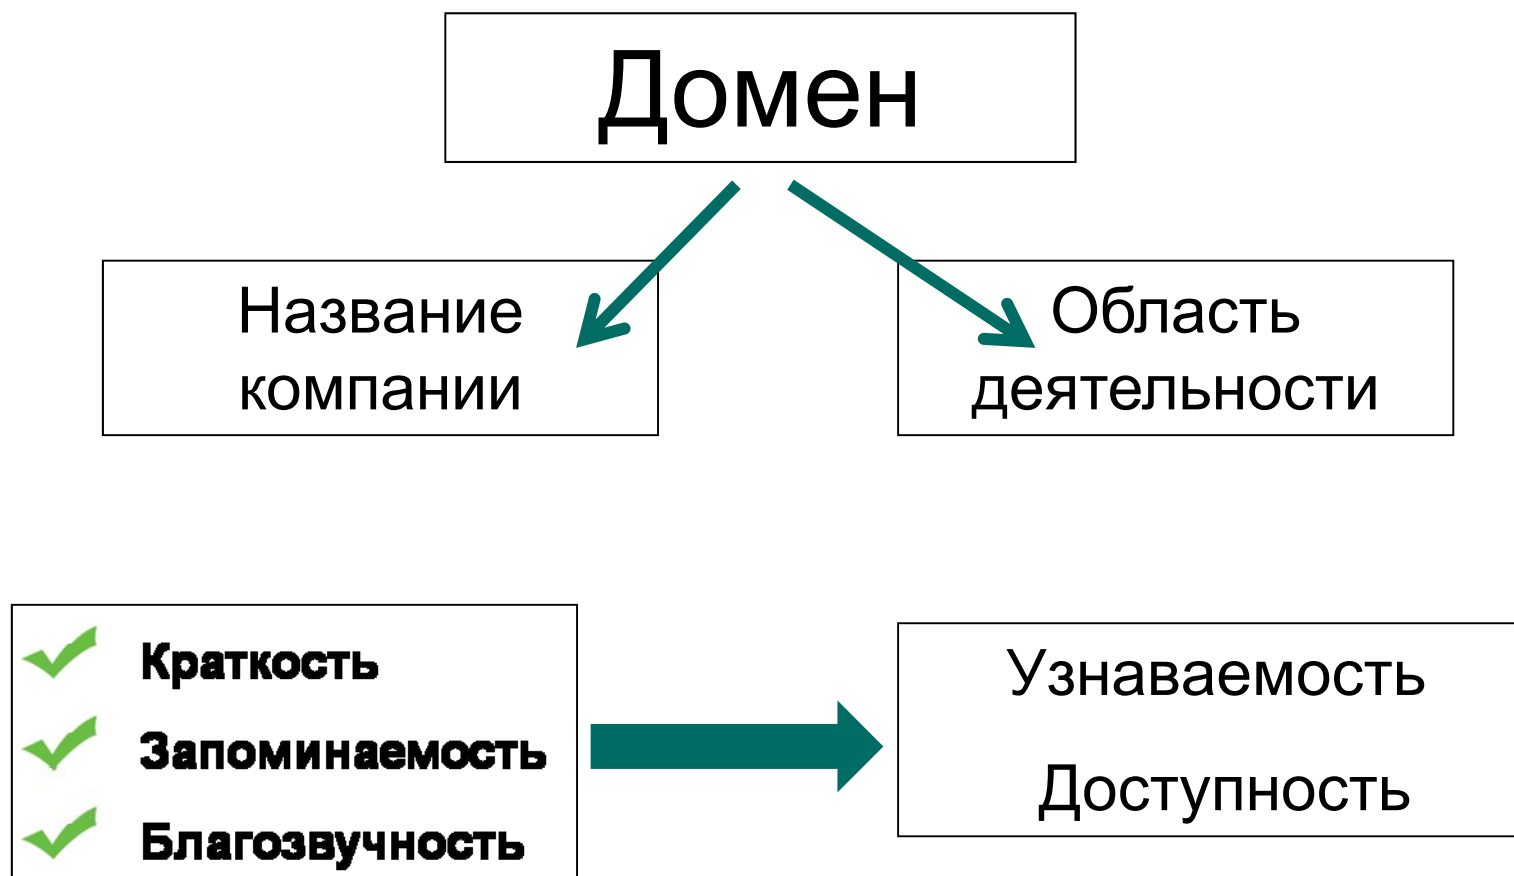 Домен
Название
компании
Область
деятельности
Краткость
Запоминаемость
Благозвучность
Узнаваемость
Доступность